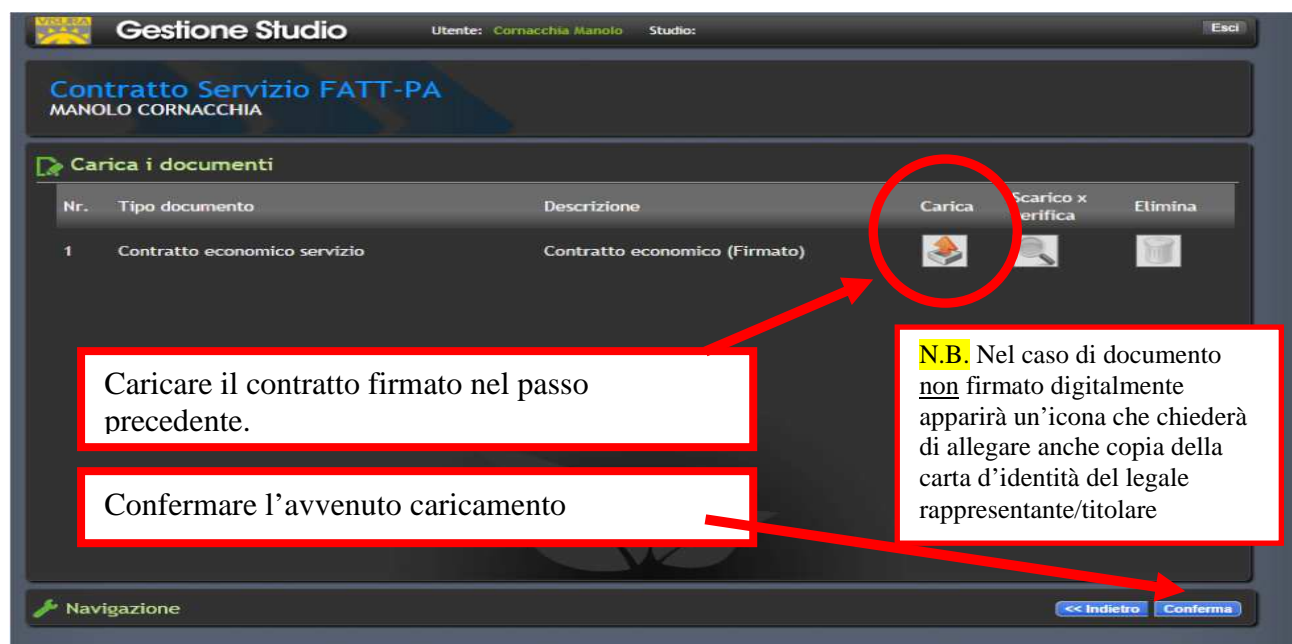 VISURA
Gestione Studio Utente: Cornacchia Manolo Studio: Esci
Contratto Servizio FATT-PA
MANOLO CORNACCHIA
Carica i documenti
Nr. Tipo documento Descrizione Carica Scarico x verifica Elimina
1 Contratto economico servizio Contratto economico (Firmato)
Caricare il contratto firmato nel passo
precedente.
Confermare l’avvenuto caricamento
N.B. Nel caso di documento
non firmato digitalmente
apparirà un’icona che chiederà
di allegare anche copia della
carta d’identità del legale
rappresentante/titolare
Navigazione << Indietro Conferma